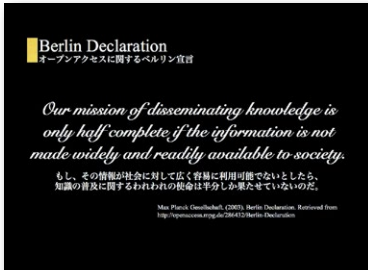 Berlin Declaration
オープンアクセスに関するベルリン宣言
Our mission of disseminating knowledge is
only half complete if the information is not
made widely and readily available to society.
もし、その情報が社会に対して広く容易に利用可能でないとしたら、
知識の普及に関するわれわれの使命は半分しか果たせていないのだ。
Max Planck Gesellschaft. (2003). Berlin Declaration. Retrieved from
http://openaccess.mpg.de/286432/Berlin-Declaration